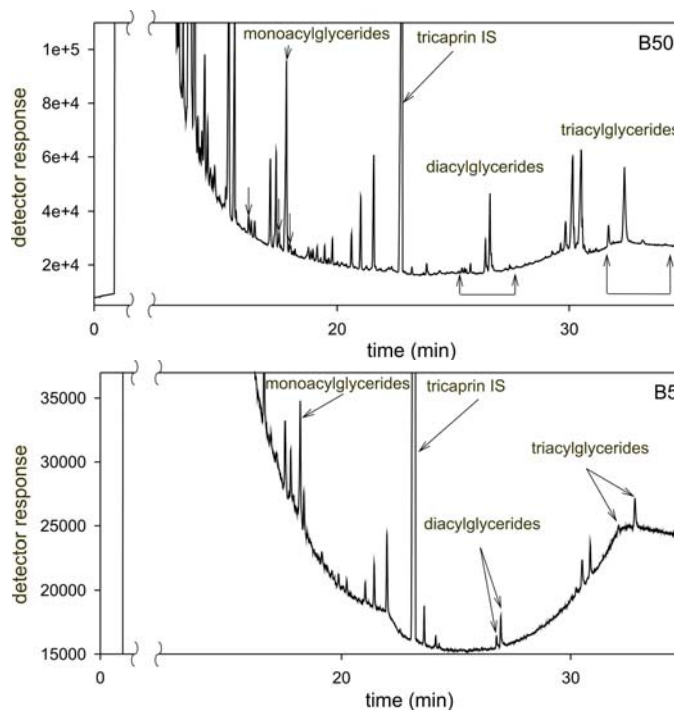 monoacylglycerides
tricaprin IS
B50
1e+5
8e+4
6e+4
4e+4
2e+4
detector response
triacylglycerides
diacylglycerides
0
20
30
time (min)
monoacylglycerides
tricaprin IS
B5
35000
30000
25000
20000
15000
detector response
triacylglycerides
diacylglycerides
0
20
30
time (min)